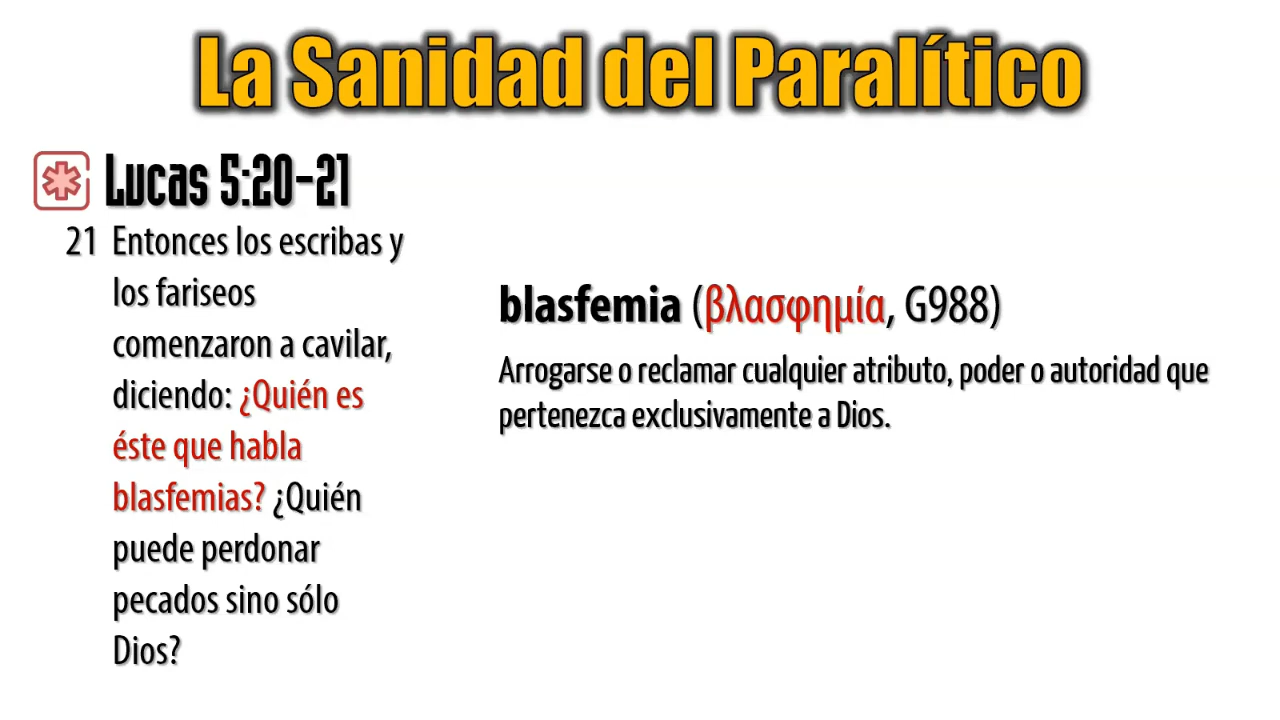 La Sanidad del Paralítico
Lucas 5:20-21
21 Entonces los escribas y
los fariseos
comenzaron a cavilar,
diciendo: ¿Quién es
éste que habla
blasfemias? ¿Quién
puede perdonar
pecados sino sólo
Dios?
blasfemia (βλασφημία, G988)
Arrogarse o reclamar cualquier atributo, poder o autoridad que
pertenezca exclusivamente a Dios.